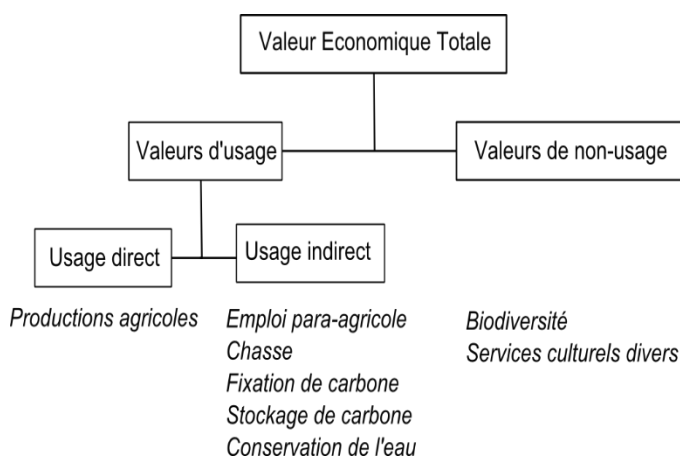 Valeur Economique Totale
Valeurs d'usage
Valeurs de non-usage
Usage direct
Usage indirect
Productions agricoles
Emploi para-agricole
Chasse
Fixation de carbone
Stockage de carbone
Conservation de l'eau
Biodiversité
Services culturels divers